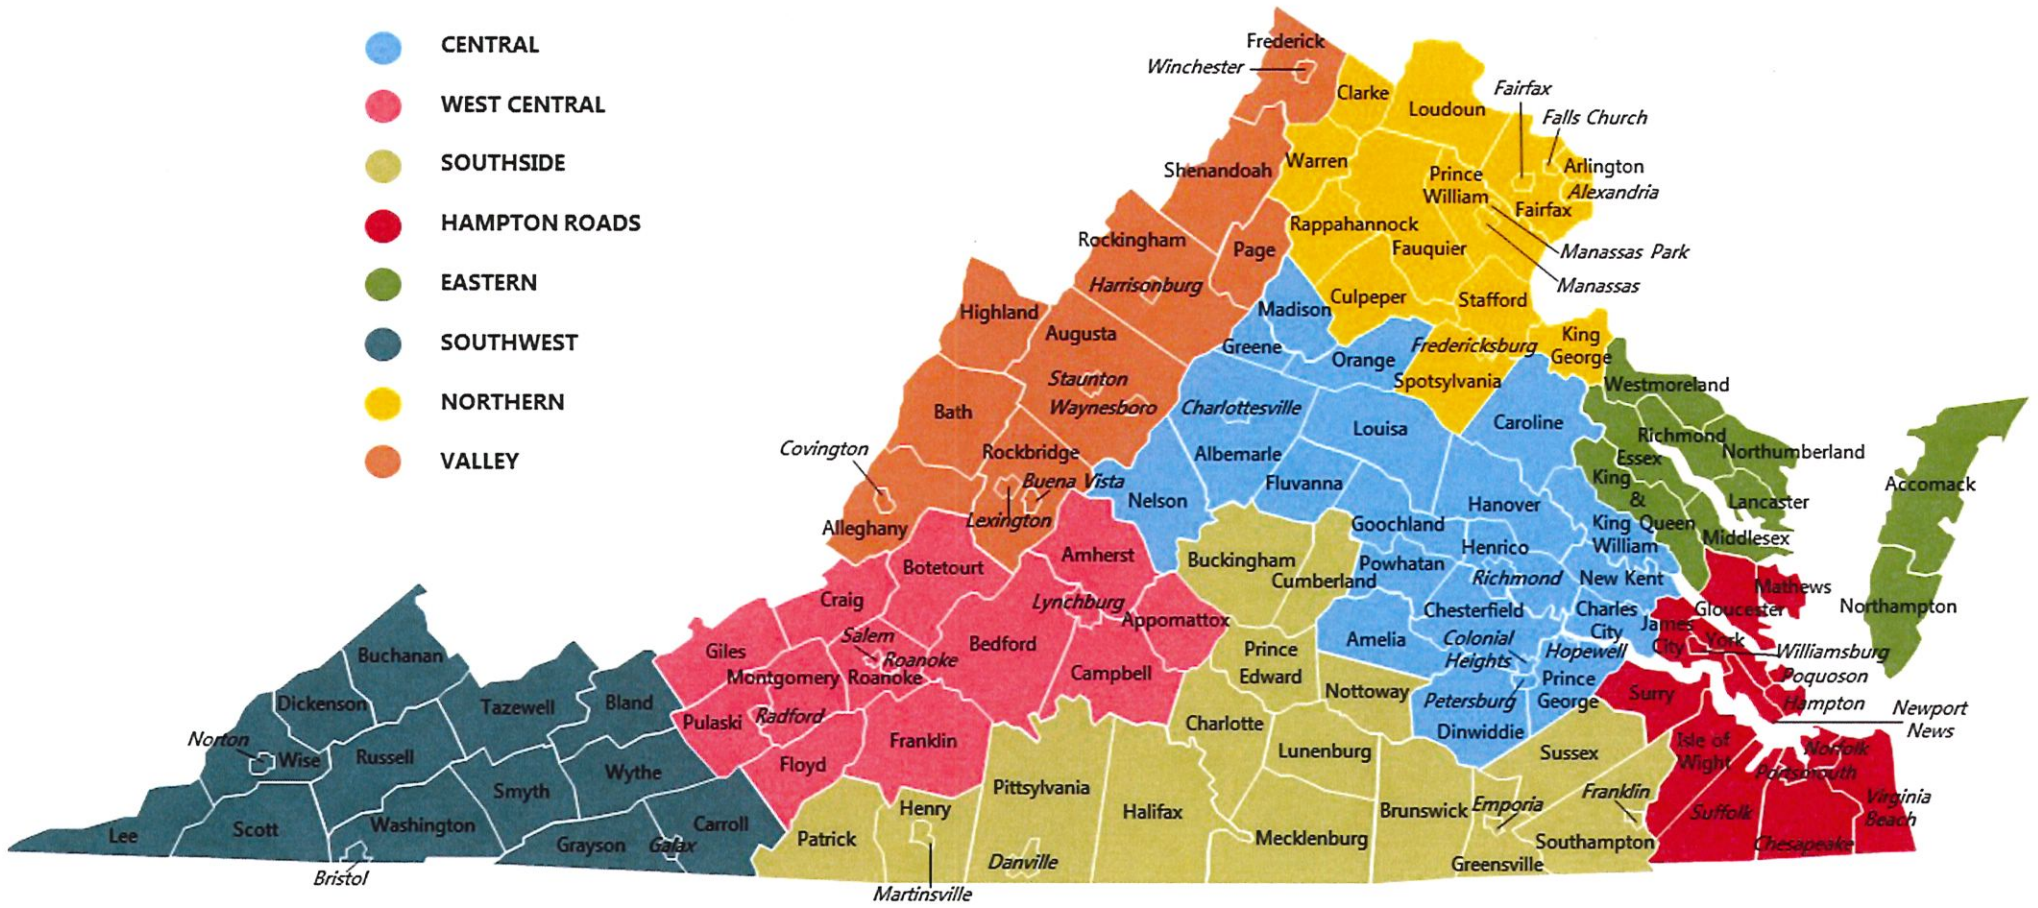 CENTRAL
WEST CENTRAL
SOUTHSIDE
HAMPTON ROADS
EASTERN
SOUTHWEST
NORTHERN
VALLEY
Frederick
Winchester
Clarke
Loudoun
Fairfax
Falls Church
Warren
Arlington
Alexandria
Prince
William
Fairfax
Shenandoah
Rappahannock
Fauquier
Manassas Park
Manassas
Rockingham
Page
Harrisonburg
Culpeper
Stafford
Madison
Highland
Augusta
Greene
Orange
Fredericksburg
King
George
Spotsylvania
Westmoreland
Staunton
Waynesboro
Charlottesville
Bath
Louisa
Caroline
Richmond
Northumberland
Essex
Covington
Rockbridge
Albemarle
King
&
Queen
Buena Vista
Nelson
Fluvanna
Hanover
Lancaster
Accomack
Alleghany
Lexington
Goochland
King
William
Middlesex
Amherst
Buckingham
Henrico
Botetourt
Cumberland
Powhatan
Richmond
New Kent
Mathews
Craig
Lynchburg
Chesterfield
Charles
City
Gloucester
Northampton
Appomattox
James
City
York
Salem
Roanoke
Roanoke
Bedford
Amelia
Colonial
Heights
Hopewell
Williamsburg
Giles
Buchanan
Prince
Edward
Montgomery
Campbell
Poquoson
Dickenson
Tazewell
Bland
Nottoway
Petersburg
Prince
George
Surry
Hampton
Newport
News
Pulaski
Radford
Charlotte
Dinwiddie
Norton
Wise
Russell
Franklin
Lunenburg
Sussex
Isle of
Wight
Norfolk
Floyd
Wythe
Portsmouth
Smyth
Pittsylvania
Franklin
Henry
Halifax
Brunswick
Emporia
Virginia
Beach
Suffolk
Lee
Scott
Washington
Carroll
Patrick
Mecklenburg
Southampton
Chesapeake
Grayson
Galax
Danville
Greensville
Bristol
Martinsville